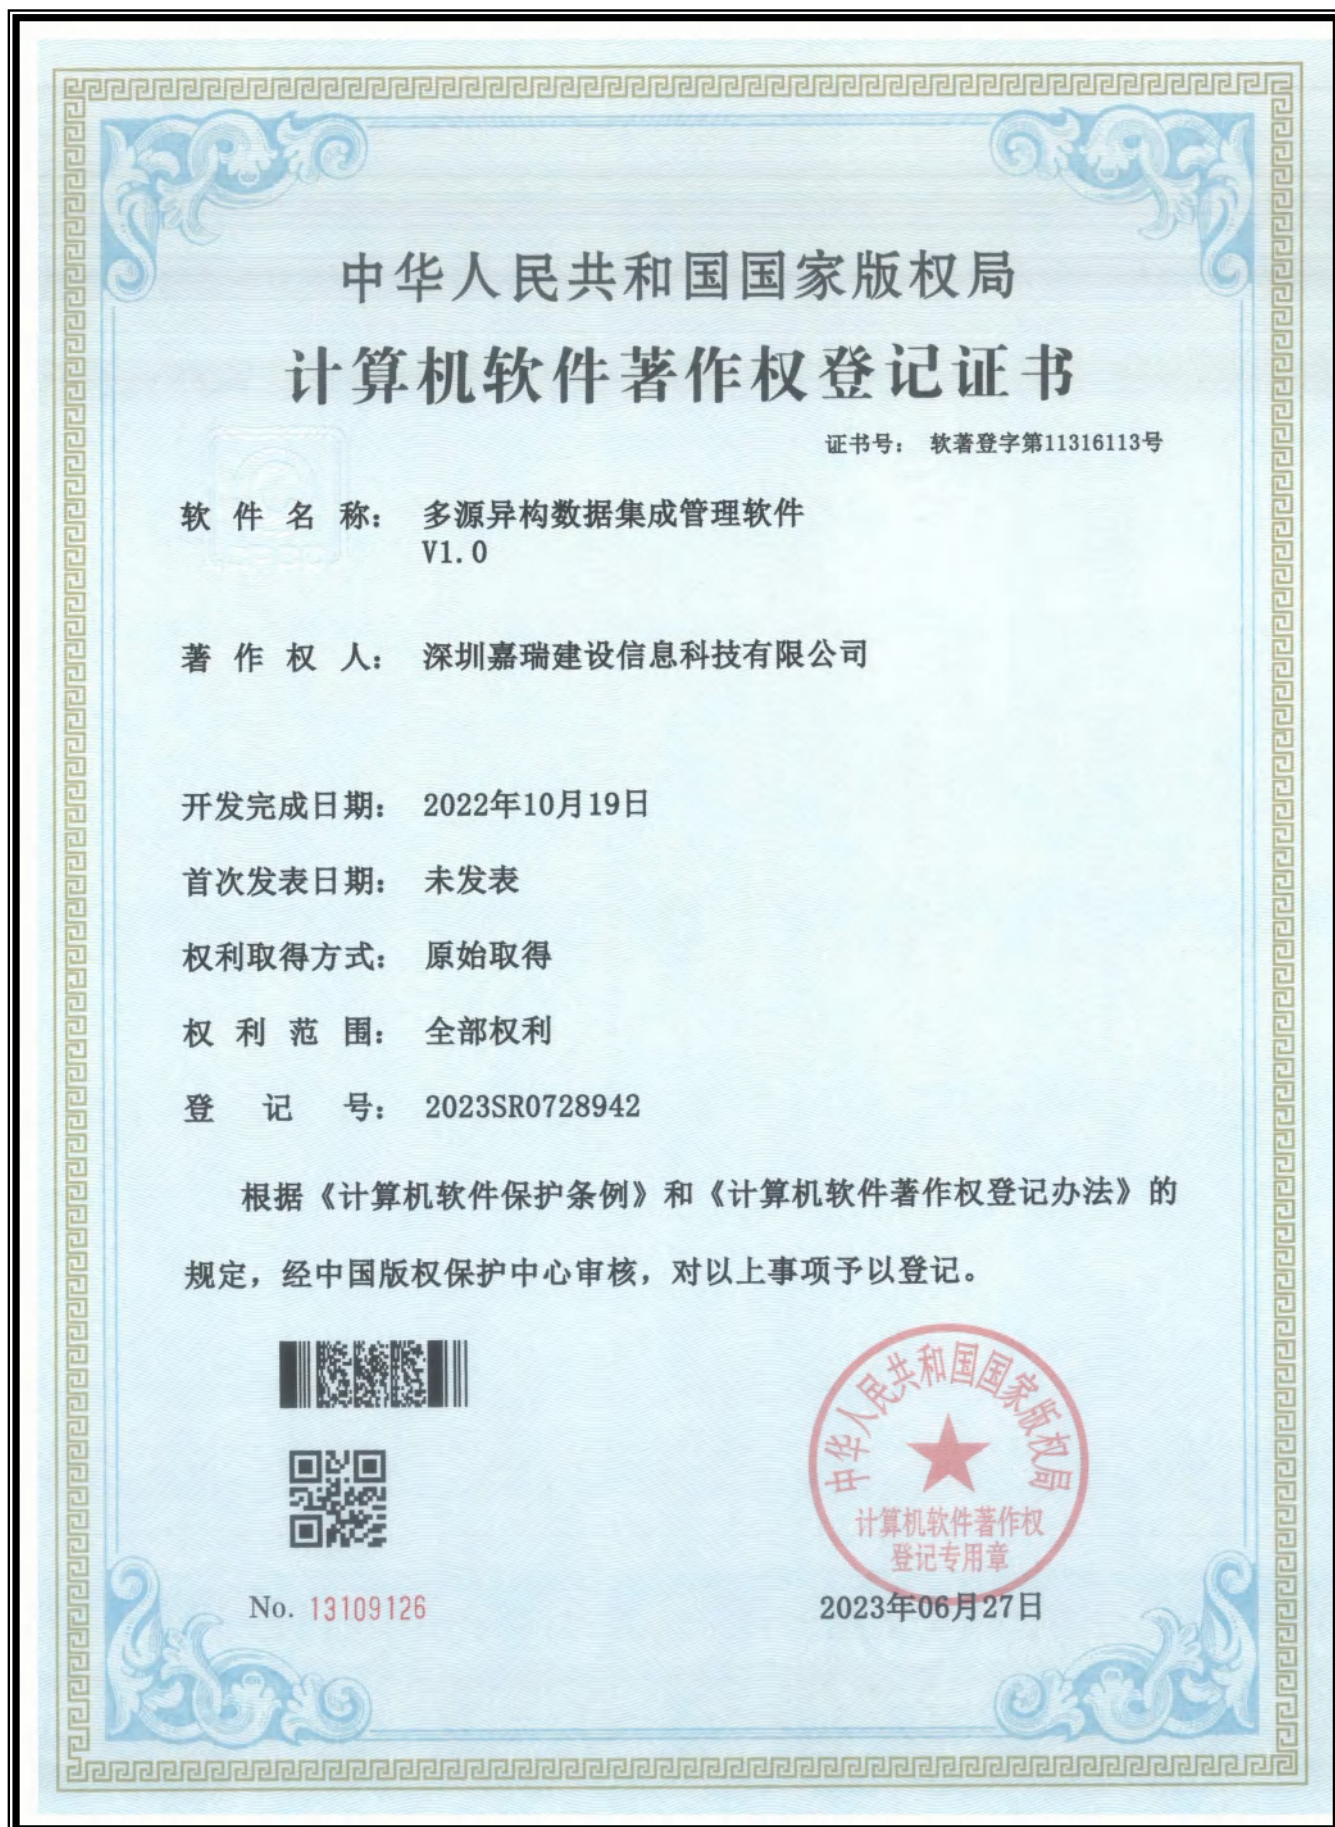 中华人民共和国国家版权局
计算机软件著作权登记证书
证书号： 软著登字第11316113号
软件名称： 多源异构数据集成管理软件
V1.0
著作权人： 深圳嘉瑞建设信息科技有限公司
开发完成日期： 2022年10月19日
首次发表日期： 未发表
权利取得方式： 原始取得
权利范围： 全部权利
登记号： 2023SR0728942
根据《计算机软件保护条例》和《计算机软件著作权登记办法》的
规定，经中国版权保护中心审核，对以上事项予以登记。
中华人民共和国国家版权局
计算机软件著作权
登记专用章
No. 13109126
2023年06月27日